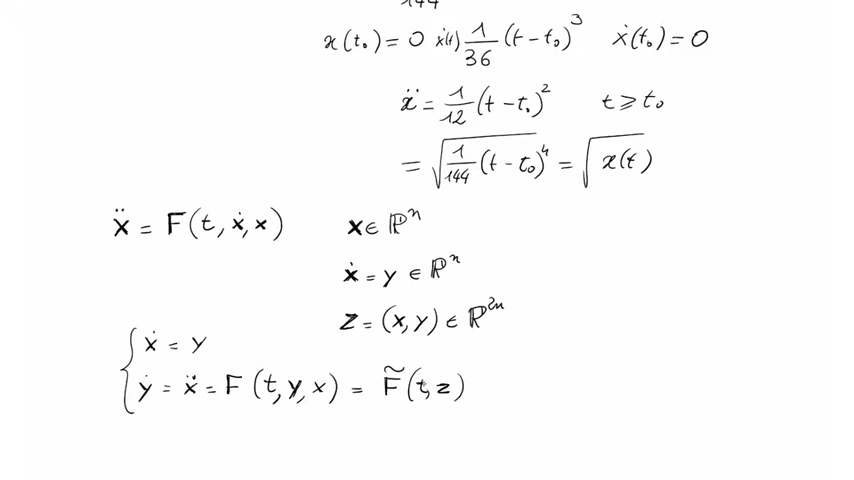 144
x(t₀) = 0 ẋ(t) 1/36 (t − t₀)³ ẋ(t₀) = 0
ẍ = 1/12 (t − t₀)² t ⩾ t₀
= √(1/144 (t − t₀)⁴) = √x(t)
ẍ = F(t, ẋ, x) x ∈ ℝⁿ
ẋ = y ∈ ℝⁿ
z = (x, y) ∈ ℝ²ⁿ
{ ẋ = y
ẏ = ẍ = F(t, y, x) = F̃(t, z)